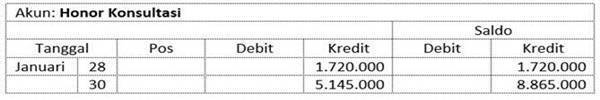 Akun: Honor Konsultasi
Saldo
Tanggal Pos Debit Kredit Debit Kredit
Januari 28 1.720.000 1.720.000
30 5.145.000 8.865.000